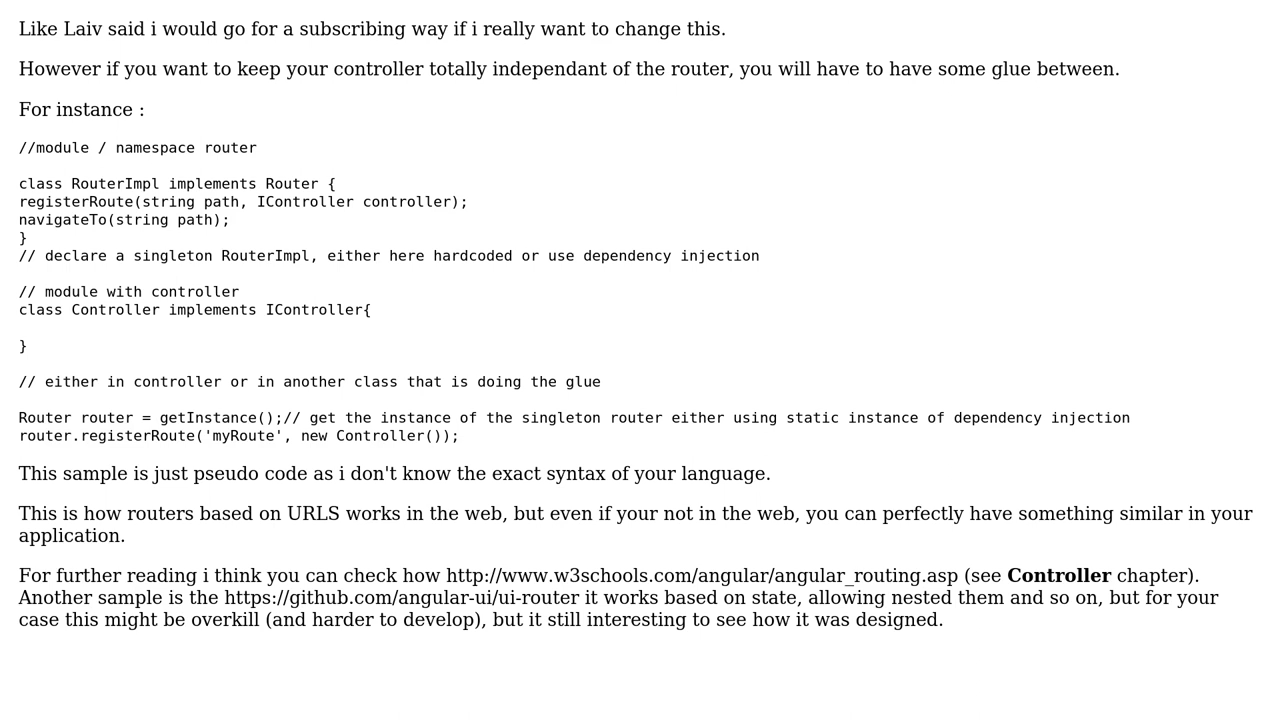 Like Laiv said i would go for a subscribing way if i really want to change this.
However if you want to keep your controller totally independant of the router, you will have to have some glue between.
For instance :
//module / namespace router
class RouterImpl implements Router {
registerRoute(string path, IController controller);
navigateTo(string path);
}
// declare a singleton RouterImpl, either here hardcoded or use dependency injection
// module with controller
class Controller implements IController{
}
// either in controller or in another class that is doing the glue
Router router = getInstance();// get the instance of the singleton router either using static instance of dependency injection
router.registerRoute('myRoute', new Controller());
This sample is just pseudo code as i don't know the exact syntax of your language.
This is how routers based on URLS works in the web, but even if your not in the web, you can perfectly have something similar in your
application.
For further reading i think you can check how http://www.w3schools.com/angular/angular_routing.asp (see Controller chapter).
Another sample is the https://github.com/angular-ui/ui-router it works based on state, allowing nested them and so on, but for your
case this might be overkill (and harder to develop), but it still interesting to see how it was designed.